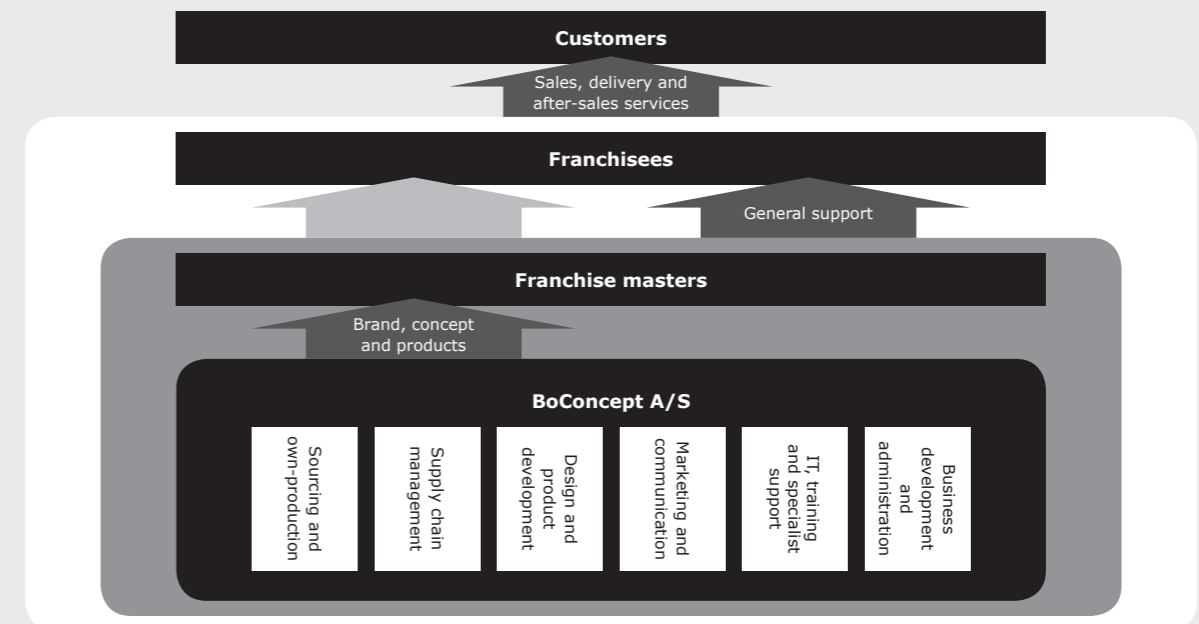 Customers
Sales, delivery and
after-sales services
Franchisees
General support
Franchise masters
Brand, concept
and products
BoConcept A/S
Sourcing and
own-production
Supply chain
management
Design and
product
development
Marketing and
communication
IT, training
and specialist
support
Business
development
and
administration